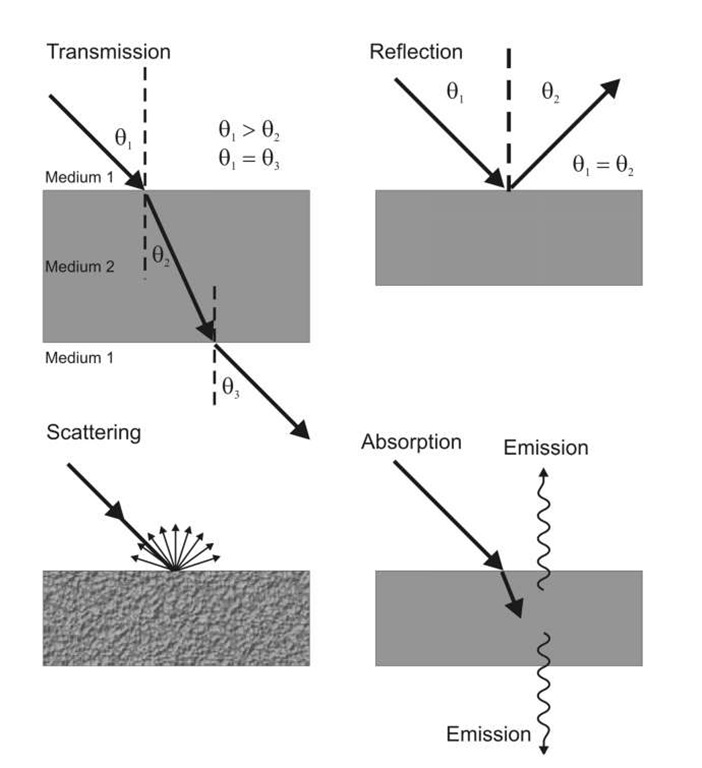 Transmission
θ₁
θ₁ > θ₂
θ₁ = θ₃
Medium 1
Medium 2
θ₂
Medium 1
θ₃
Reflection
θ₁
θ₂
θ₁ = θ₂
Scattering
Absorption
Emission
Emission